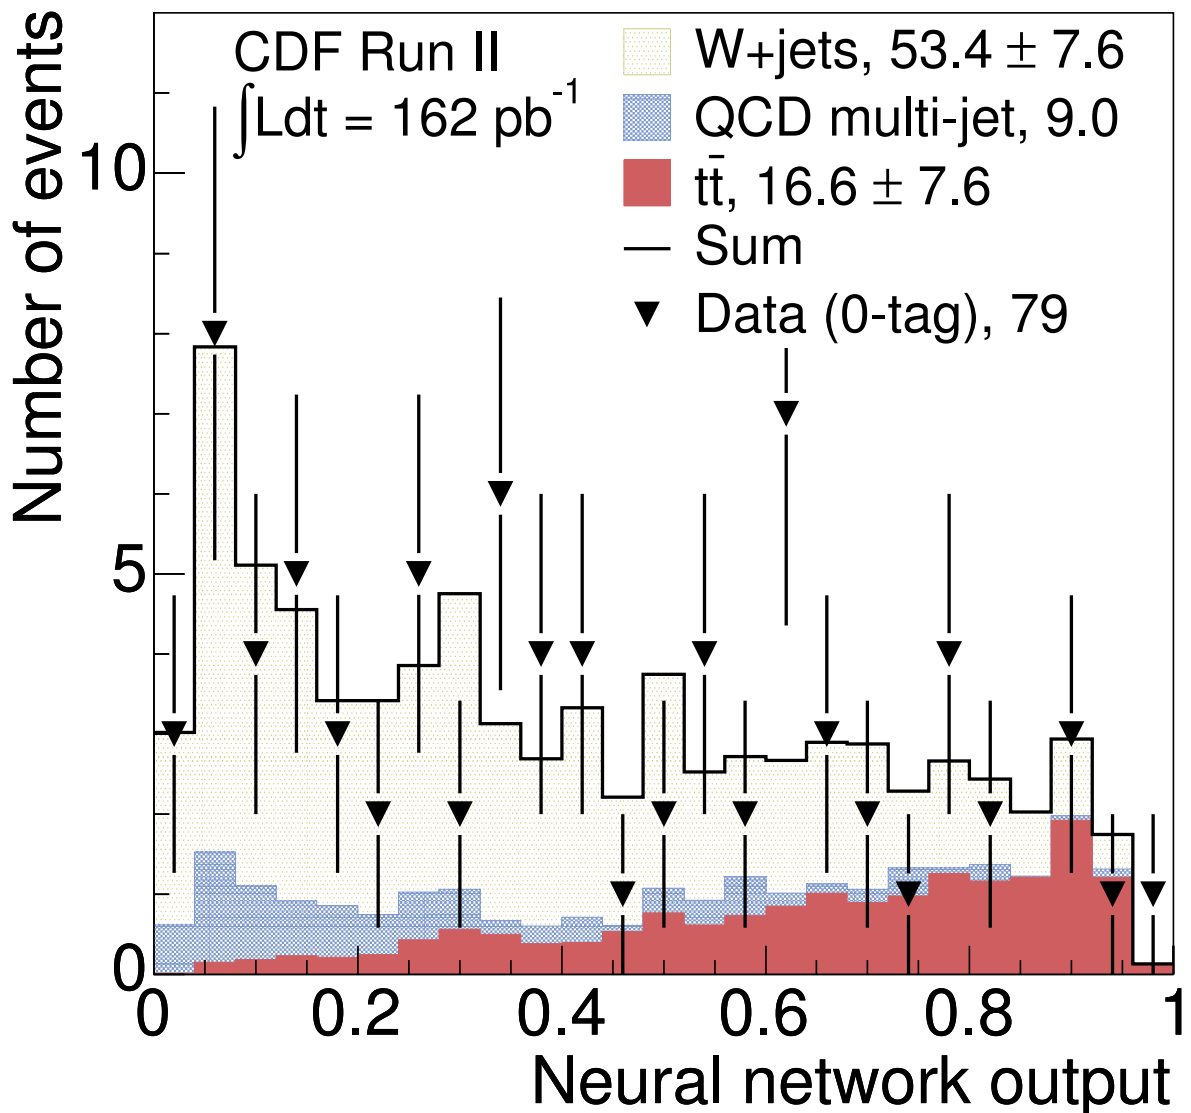 CDF Run II
∫Ldt = 162 pb⁻¹
W+jets, 53.4 ± 7.6
QCD multi-jet, 9.0
tt̄, 16.6 ± 7.6
Sum
Data (0-tag), 79
Number of events
10
5
0
0 0.2 0.4 0.6 0.8 1
Neural network output